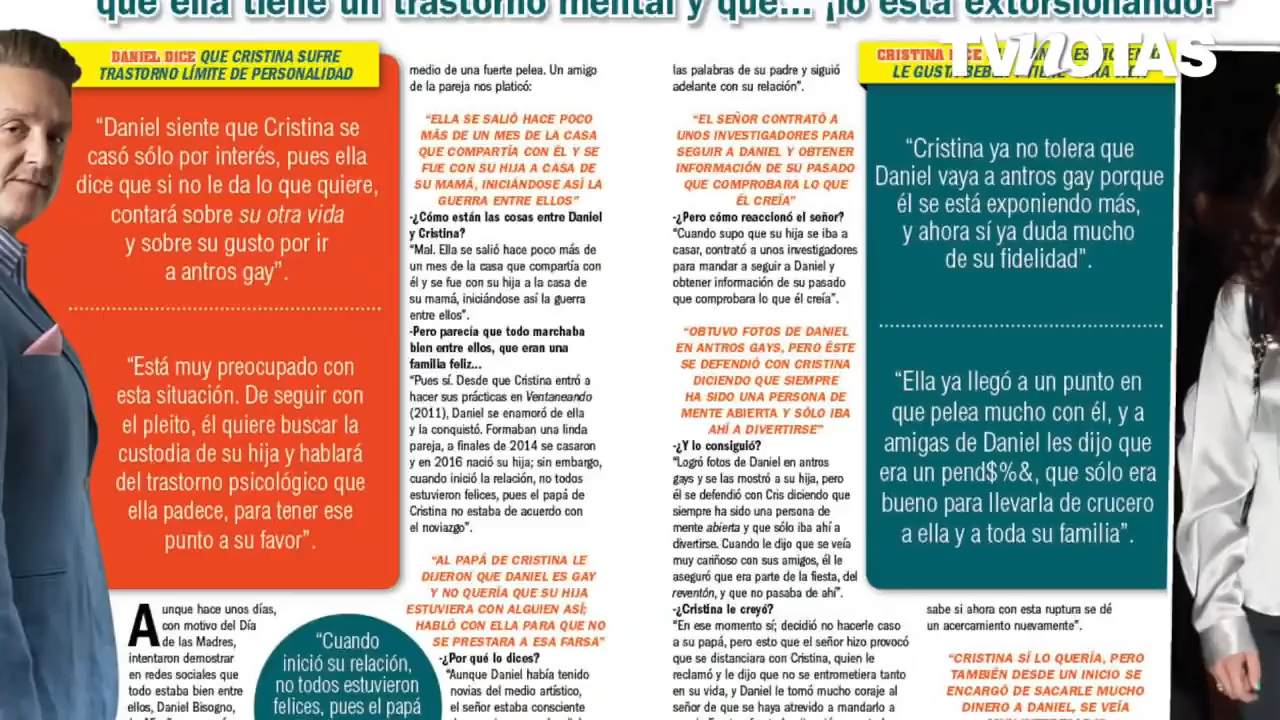 que ella tiene un trastorno mental y que... ¡lo está extorsionando!
TVnOTAS
DANIEL DICE QUE CRISTINA SUFRE
TRASTORNO LÍMITE DE PERSONALIDAD
“Daniel siente que Cristina se
casó sólo por interés, pues ella
dice que si no le da lo que quiere,
contará sobre su otra vida
y sobre su gusto por ir
a antros gay”.
“Está muy preocupado con
esta situación. De seguir con
el pleito, él quiere buscar la
custodia de su hija y hablará
del trastorno psicológico que
ella padece, para tener ese
punto a su favor”.
Aunque hace unos días,
con motivo del Día
de las Madres,
intentaron demostrar
en redes sociales que
todo estaba bien entre
ellos, Daniel Bisogno,
“Cuando
inició su relación,
no todos estuvieron
felices, pues el papá
medio de una fuerte pelea. Un amigo
de la pareja nos platicó:
“ELLA SE SALIÓ HACE POCO
MÁS DE UN MES DE LA CASA
QUE COMPARTÍA CON ÉL Y SE
FUE CON SU HIJA A CASA DE
SU MAMÁ, INICIÁNDOSE ASÍ LA
GUERRA ENTRE ELLOS”
-¿Cómo están las cosas entre Daniel
y Cristina?
“Mal. Ella se salió hace poco más de
un mes de la casa que compartía con
él y se fue con su hija a la casa de
su mamá, iniciándose así la guerra
entre ellos”.
-Pero parecía que todo marchaba
bien entre ellos, que eran una
familia feliz...
“Pues sí. Desde que Cristina entró a
hacer sus prácticas en Ventaneando
(2011), Daniel se enamoró de ella
y la conquistó. Formaban una linda
pareja, a finales de 2014 se casaron
y en 2016 nació su hija; sin embargo,
cuando inició la relación, no todos
estuvieron felices, pues el papá de
Cristina no estaba de acuerdo con
el noviazgo”.
“AL PAPÁ DE CRISTINA LE
DIJERON QUE DANIEL ES GAY
Y NO QUERÍA QUE SU HIJA
ESTUVIERA CON ALGUIEN ASÍ;
HABLÓ CON ELLA PARA QUE NO
SE PRESTARA A ESA FARSA”
-¿Por qué lo dices?
“Aunque Daniel había tenido
novias del medio artístico,
el señor estaba consciente
las palabras de su padre y siguió
adelante con su relación”.
“EL SEÑOR CONTRATÓ A
UNOS INVESTIGADORES PARA
SEGUIR A DANIEL Y OBTENER
INFORMACIÓN DE SU PASADO
QUE COMPROBARA LO QUE
ÉL CREÍA”
-¿Pero cómo reaccionó el señor?
“Cuando supo que su hija se iba a
casar, contrató a unos investigadores
para mandar a seguir a Daniel y
obtener información de su pasado
que comprobara lo que él creía”.
“OBTUVO FOTOS DE DANIEL
EN ANTROS GAYS, PERO ÉSTE
SE DEFENDIÓ CON CRISTINA
DICIENDO QUE SIEMPRE
HA SIDO UNA PERSONA DE
MENTE ABIERTA Y SÓLO IBA
AHÍ A DIVERTIRSE”
-¿Y lo consiguió?
“Logró fotos de Daniel en antros
gays y se las mostró a su hija, pero
él se defendió con Cris diciendo que
siempre ha sido una persona de
mente abierta y que sólo iba ahí a
divertirse. Cuando le dijo que se veía
muy cariñoso con sus amigos, él le
aseguró que era parte de la fiesta, del
reventón, y que no pasaba de ahí”.
-¿Cristina le creyó?
“En ese momento sí; decidió no hacerle caso
a su papá, pero esto que el señor hizo provocó
que se distanciara con Cristina, quien le
reclamó y le dijo que no se entrometiera tanto
en su vida, y Daniel le tomó mucho coraje al
señor de que se haya atrevido a mandarlo a
CRISTINA
LE GUSTA
“Cristina ya no tolera que
Daniel vaya a antros gay porque
él se está exponiendo más,
y ahora sí ya duda mucho
de su fidelidad”.
“Ella ya llegó a un punto en
que pelea mucho con él, y a
amigas de Daniel les dijo que
era un pend$%&, que sólo era
bueno para llevarla de crucero
a ella y a toda su familia”.
sabe si ahora con esta ruptura se dé
un acercamiento nuevamente”.
“CRISTINA SÍ LO QUERÍA, PERO
TAMBIÉN DESDE UN INICIO SE
ENCARGÓ DE SACARLE MUCHO
DINERO A DANIEL, SE VEÍA